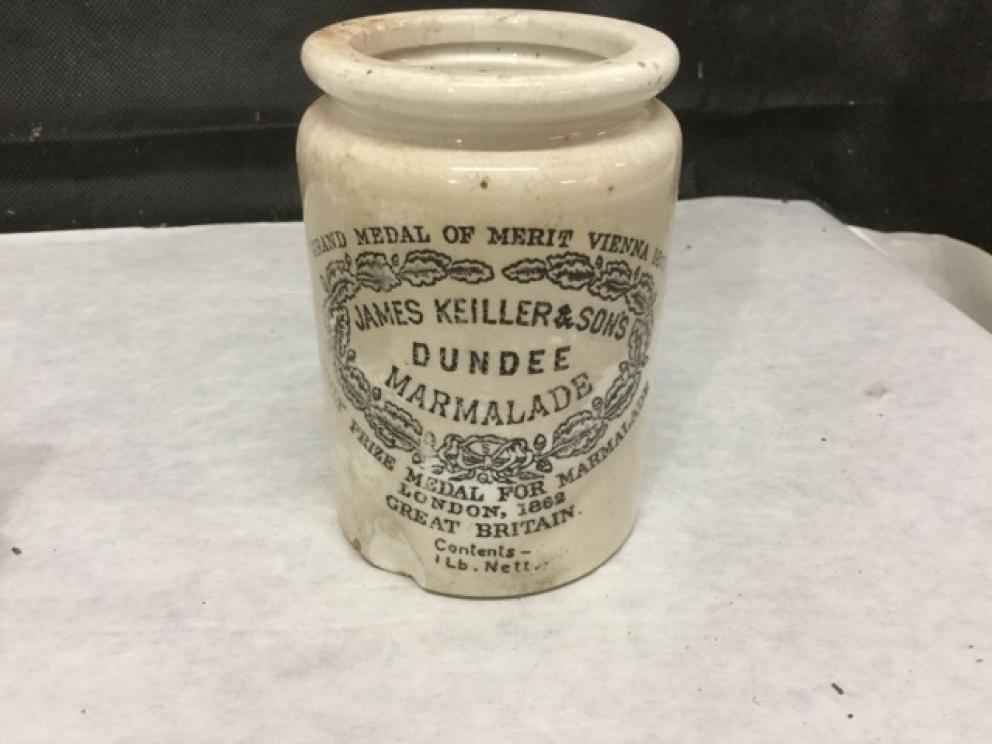 GRAND MEDAL OF MERIT VIENNA
JAMES KEILLER & SON'S
DUNDEE
MARMALADE
PRIZE MEDAL FOR MARMALADE
LONDON, 1862
GREAT BRITAIN.
Contents –
1 Lb. Nett.